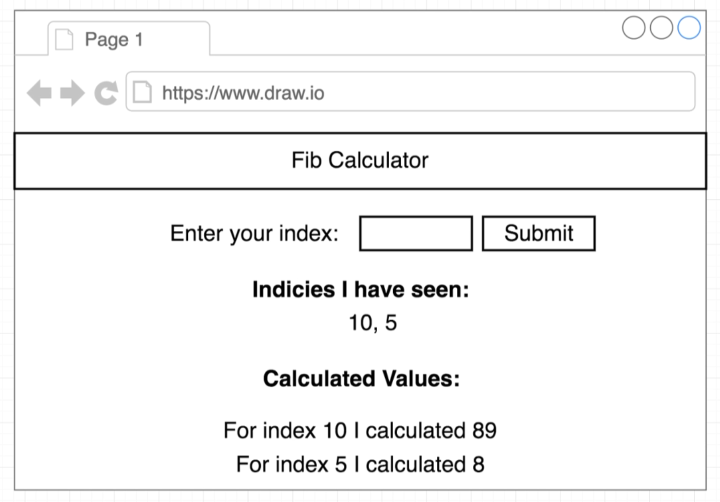 Page 1
https://www.draw.io
Fib Calculator
Enter your index: Submit
Indicies I have seen:
10, 5
Calculated Values:
For index 10 I calculated 89
For index 5 I calculated 8